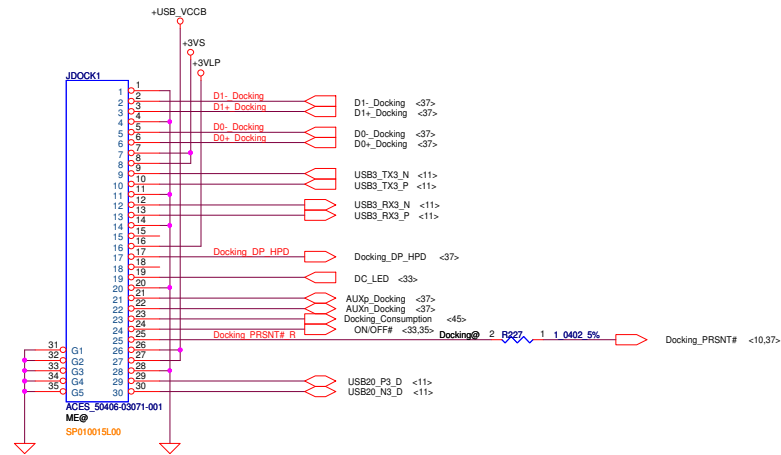 +USB_VCCB
+3VS
+3VLP
JDOCK1
1 1
2 2 D1-_Docking D1-_Docking <37>
3 3 D1+_Docking D1+_Docking <37>
4 4
5 5 D0-_Docking D0-_Docking <37>
6 6 D0+_Docking D0+_Docking <37>
7 7
8 8
9 9 USB3_TX3_N <11>
10 10 USB3_TX3_P <11>
11 11
12 12 USB3_RX3_N <11>
13 13 USB3_RX3_P <11>
14 14
15 15
16 16
17 17 Docking_DP_HPD Docking_DP_HPD <37>
18 18
19 19 DC_LED <33>
20 20
21 21 AUXp_Docking <37>
22 22 AUXn_Docking <37>
23 23 Docking_Consumption <45>
24 24 ON/OFF# <33,35>
25 25 Docking_PRSNT#_R Docking@ 2 R227 1 1_0402_5% Docking_PRSNT# <10,37>
31 G1 26 26
32 G2 27 27
33 G3 28 28
34 G4 29 29 USB20_P3_D <11>
35 G5 30 30 USB20_N3_D <11>
ACES_50406-03071-001
ME@
SP010015L00